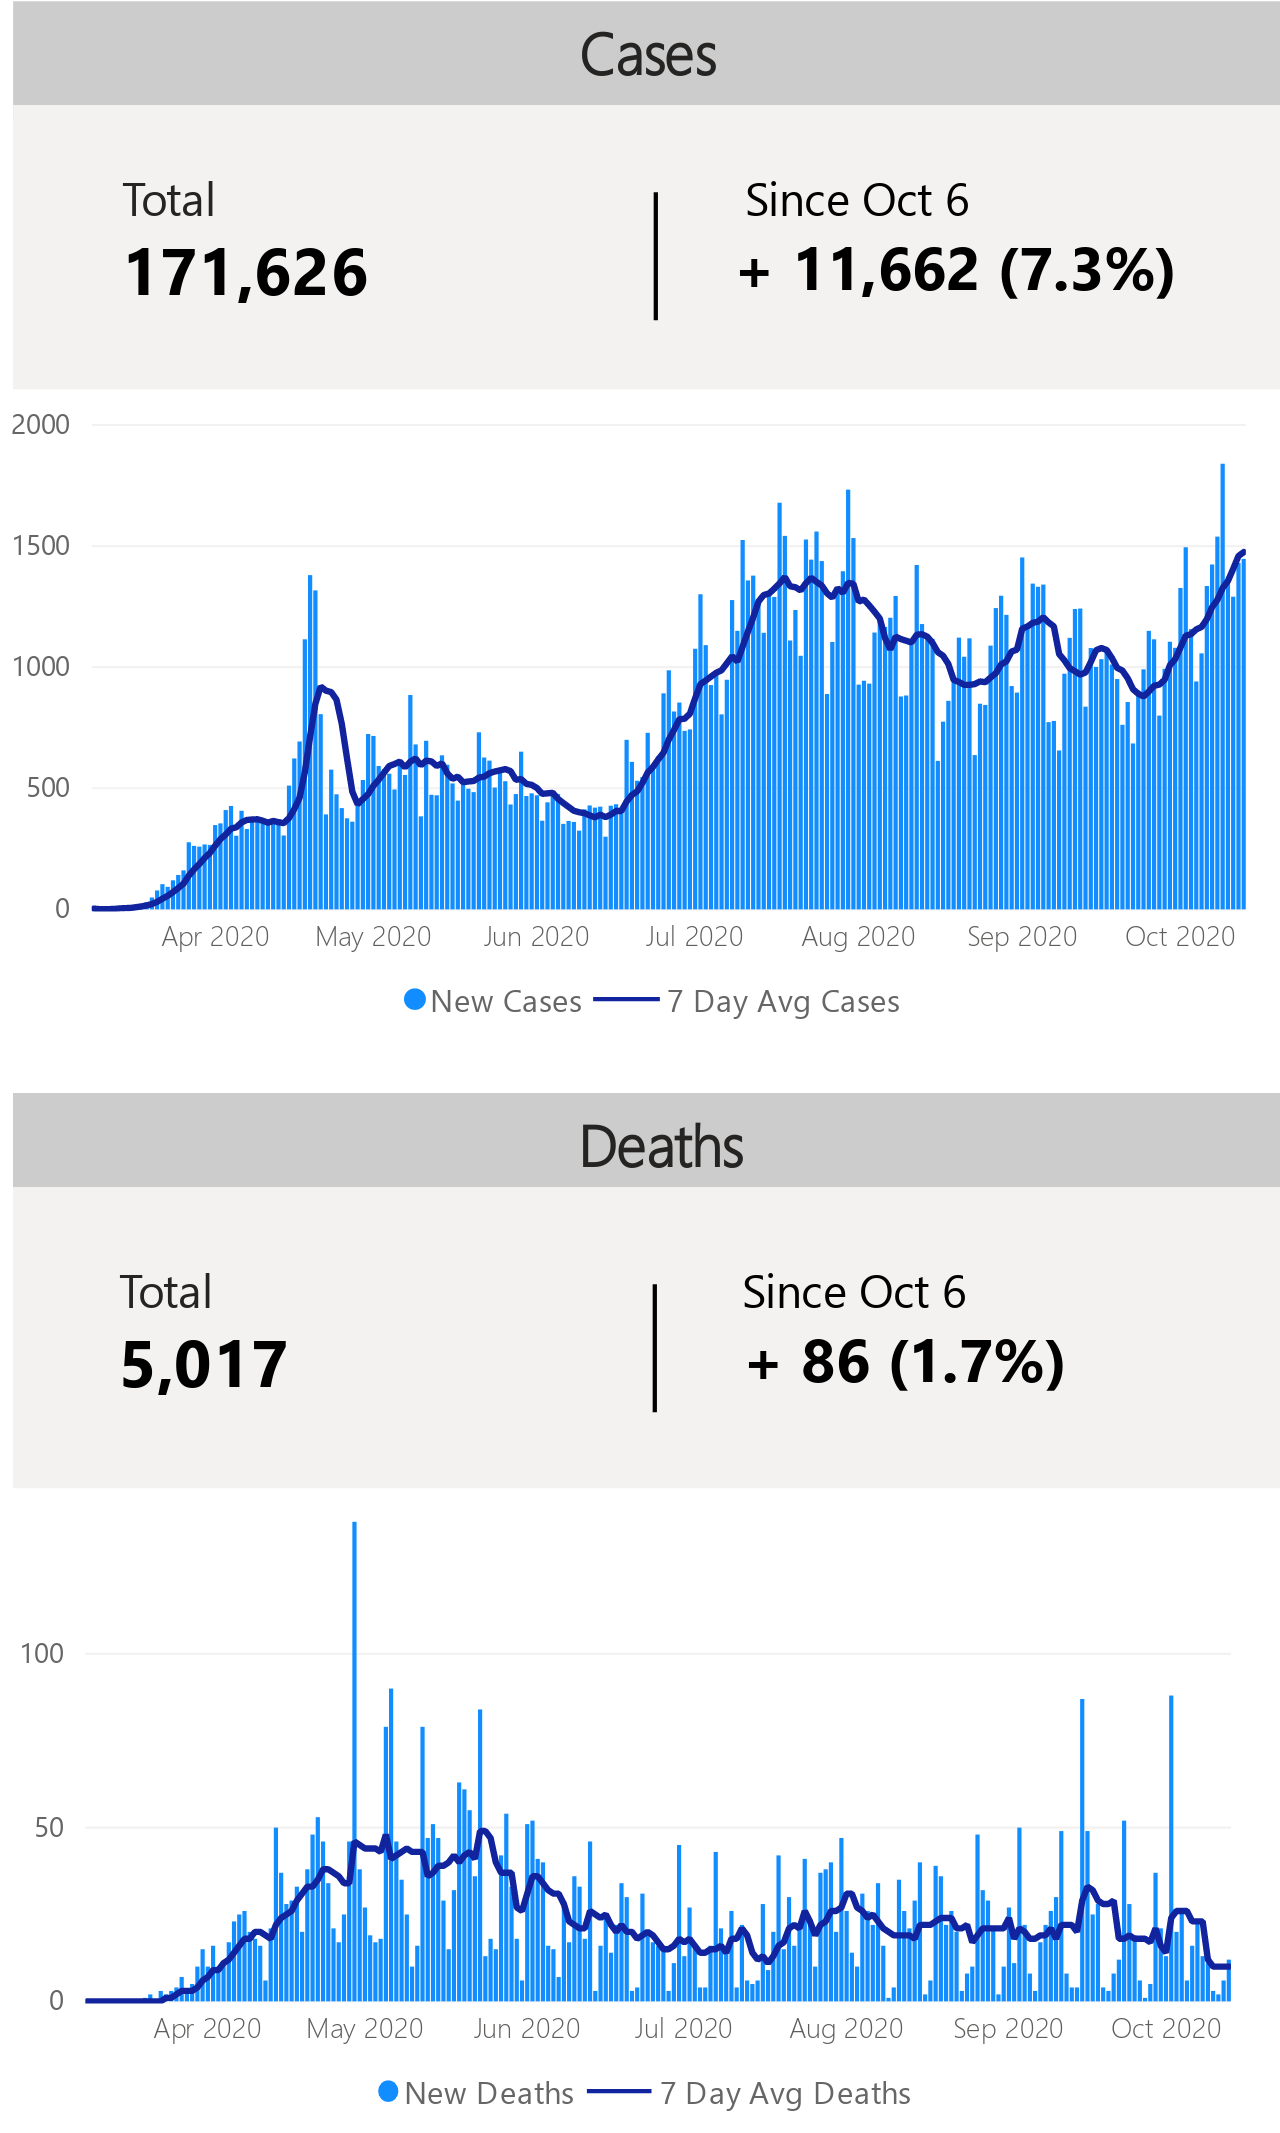 Cases
Total
Since Oct 6
171,626
+ 11,662 (7.3%)
2000
1500
1000
500
0
Apr 2020 May 2020 Jun 2020 Jul 2020 Aug 2020 Sep 2020 Oct 2020
New Cases 7 Day Avg Cases
Deaths
Total
Since Oct 6
5,017
+ 86 (1.7%)
100
50
0
Apr 2020 May 2020 Jun 2020 Jul 2020 Aug 2020 Sep 2020 Oct 2020
New Deaths 7 Day Avg Deaths